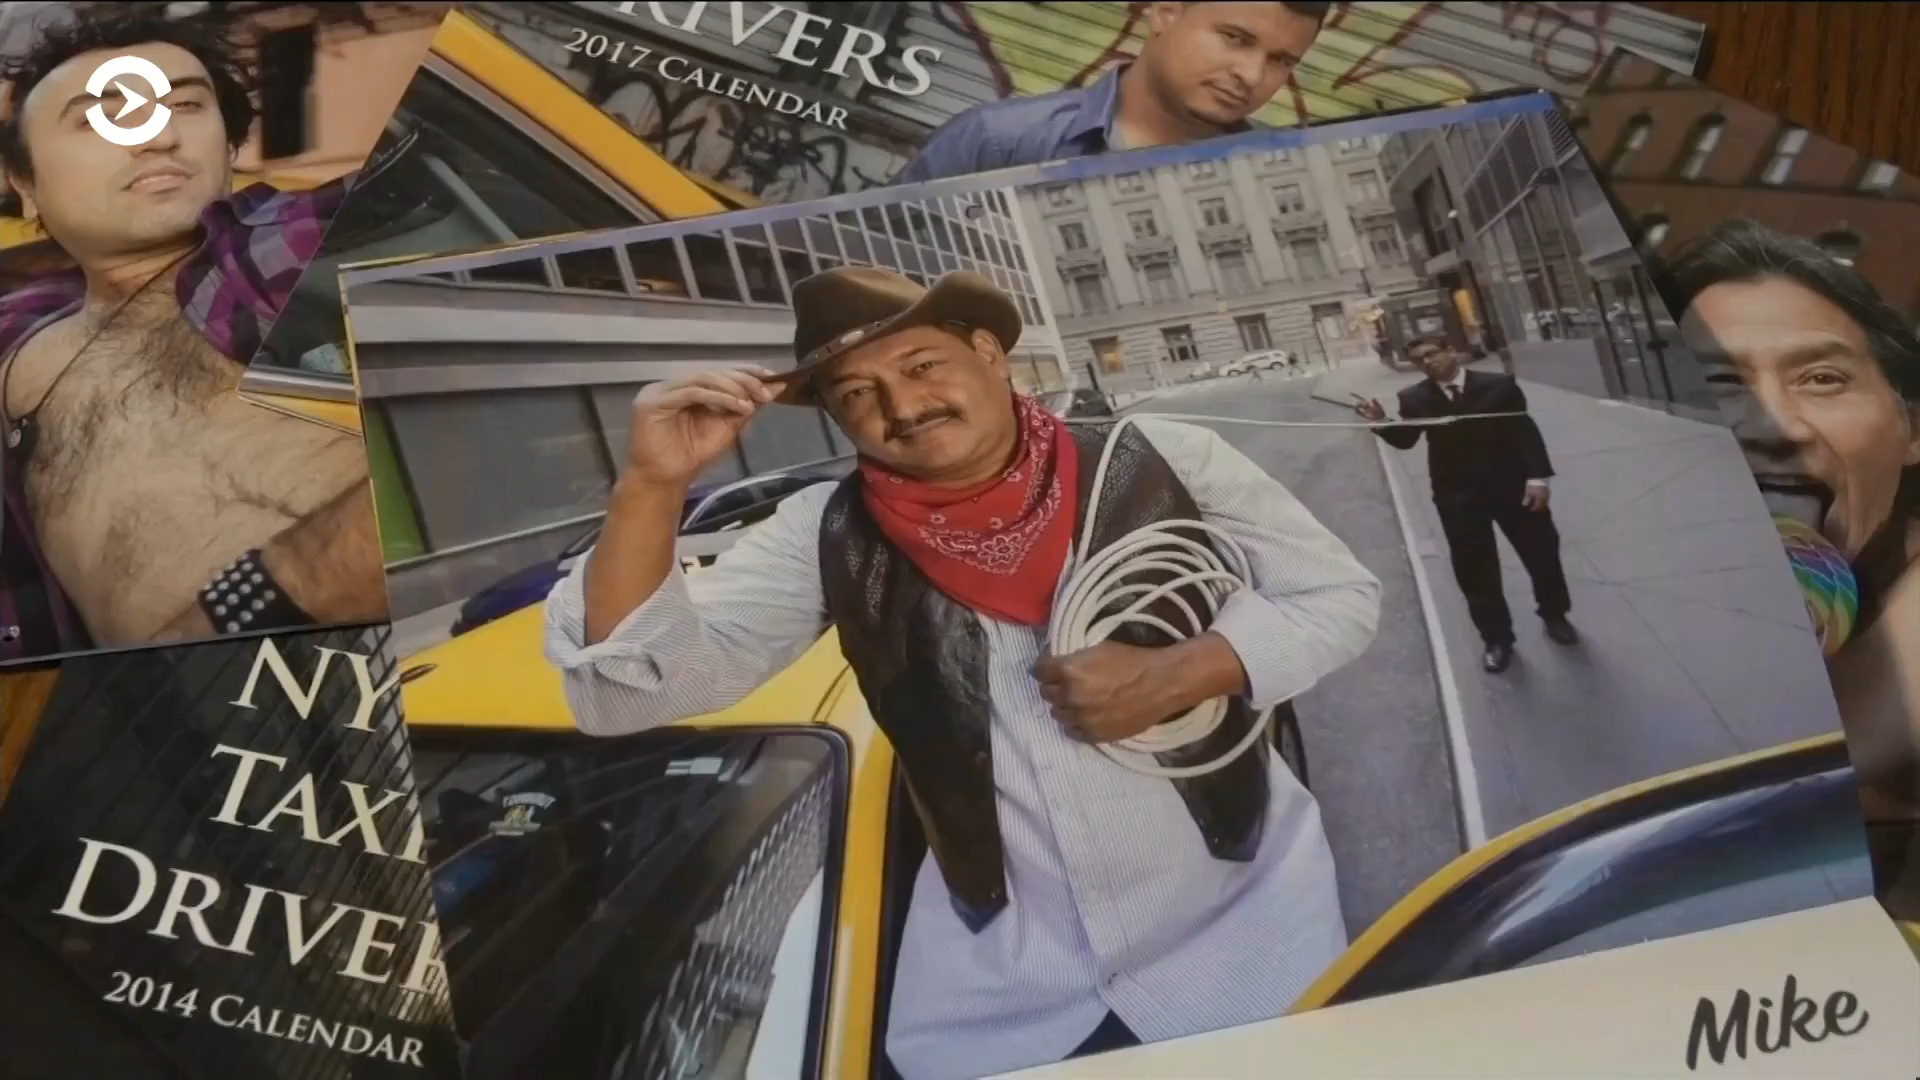 RIVERS
2017 CALENDAR
NY
TAXI
DRIVER
2014 CALENDAR
Mike